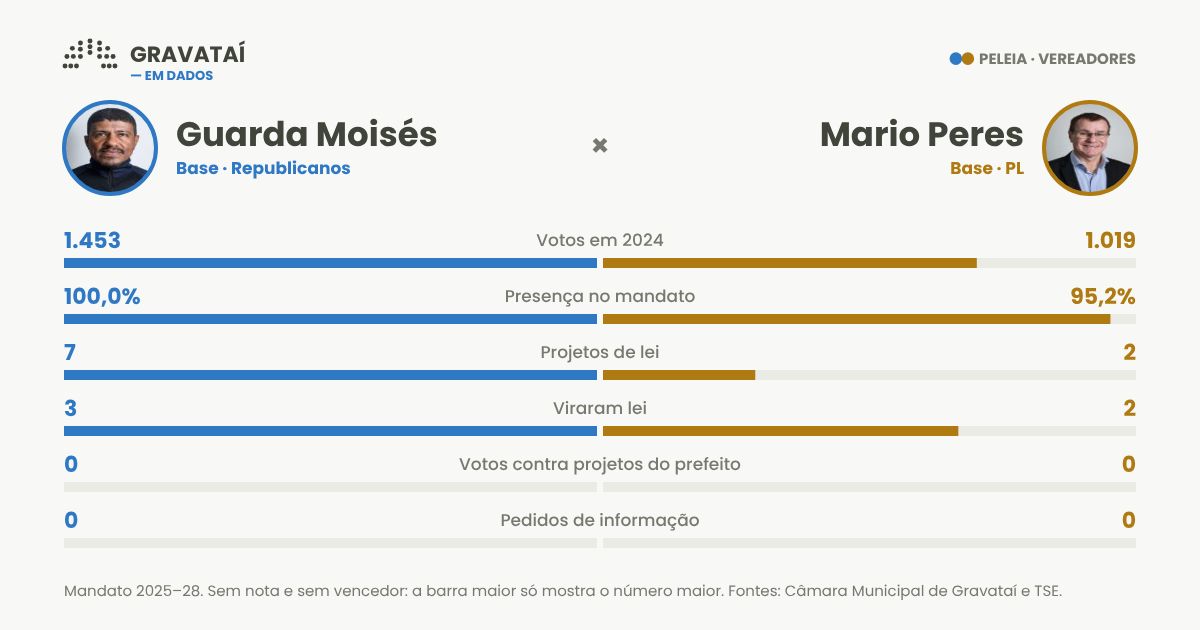 GRAVATAÍ
— EM DADOS
PELEIA · VEREADORES
Guarda Moisés
Base · Republicanos
×
Mario Peres
Base · PL
1.453 Votos em 2024 1.019
100,0% Presença no mandato 95,2%
7 Projetos de lei 2
3 Viraram lei 2
0 Votos contra projetos do prefeito 0
0 Pedidos de informação 0
Mandato 2025–28. Sem nota e sem vencedor: a barra maior só mostra o número maior. Fontes: Câmara Municipal de Gravataí e TSE.